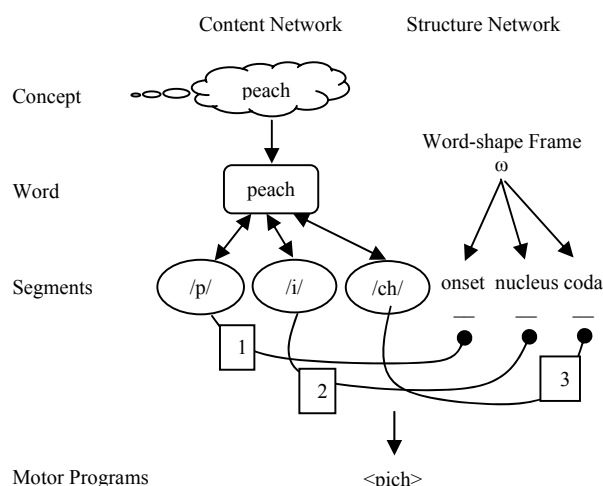 Content Network Structure Network
Concept peach
Word-shape Frame
ω
Word peach
Segments /p/ /i/ /ch/ onset nucleus coda
1
2
3
Motor Programs <pich>